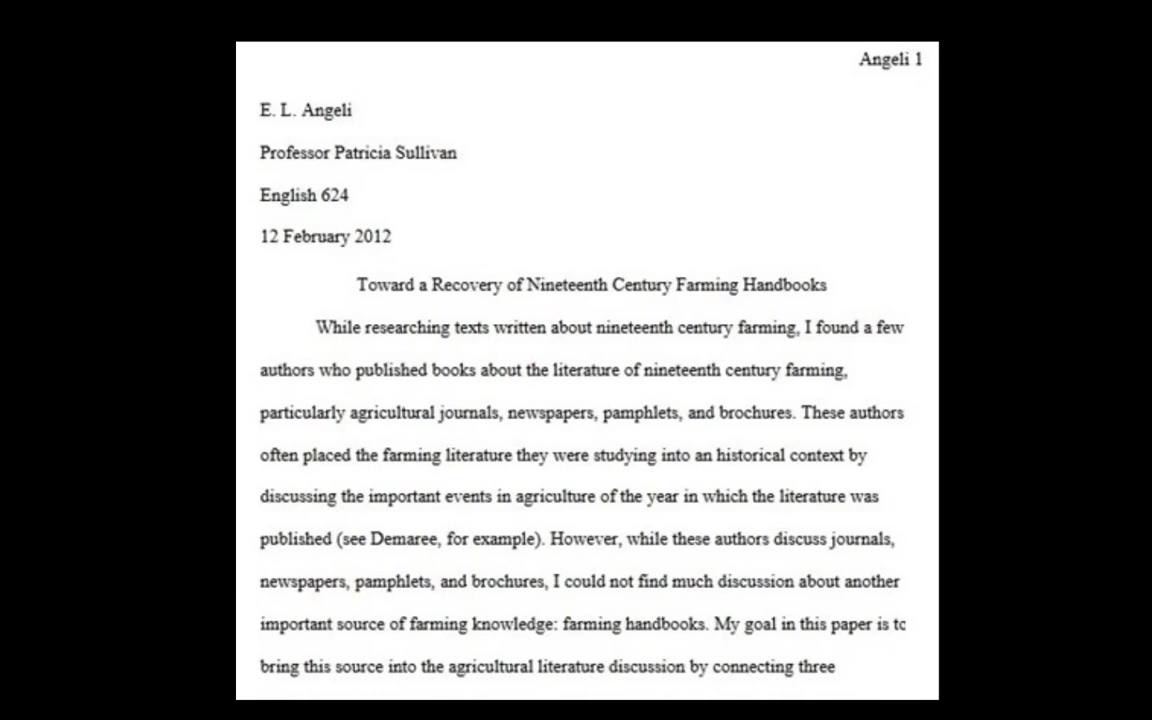 Angeli 1
E. L. Angeli
Professor Patricia Sullivan
English 624
12 February 2012
Toward a Recovery of Nineteenth Century Farming Handbooks
While researching texts written about nineteenth century farming, I found a few
authors who published books about the literature of nineteenth century farming,
particularly agricultural journals, newspapers, pamphlets, and brochures. These authors
often placed the farming literature they were studying into an historical context by
discussing the important events in agriculture of the year in which the literature was
published (see Demaree, for example). However, while these authors discuss journals,
newspapers, pamphlets, and brochures, I could not find much discussion about another
important source of farming knowledge: farming handbooks. My goal in this paper is to
bring this source into the agricultural literature discussion by connecting three